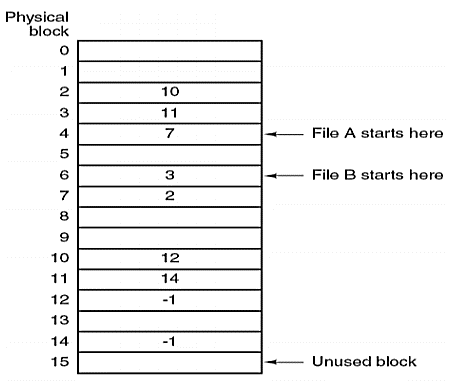 Physical
block
0
1
2 10
3 11
4 7 File A starts here
5
6 3 File B starts here
7 2
8
9
10 12
11 14
12 -1
13
14 -1
15 Unused block